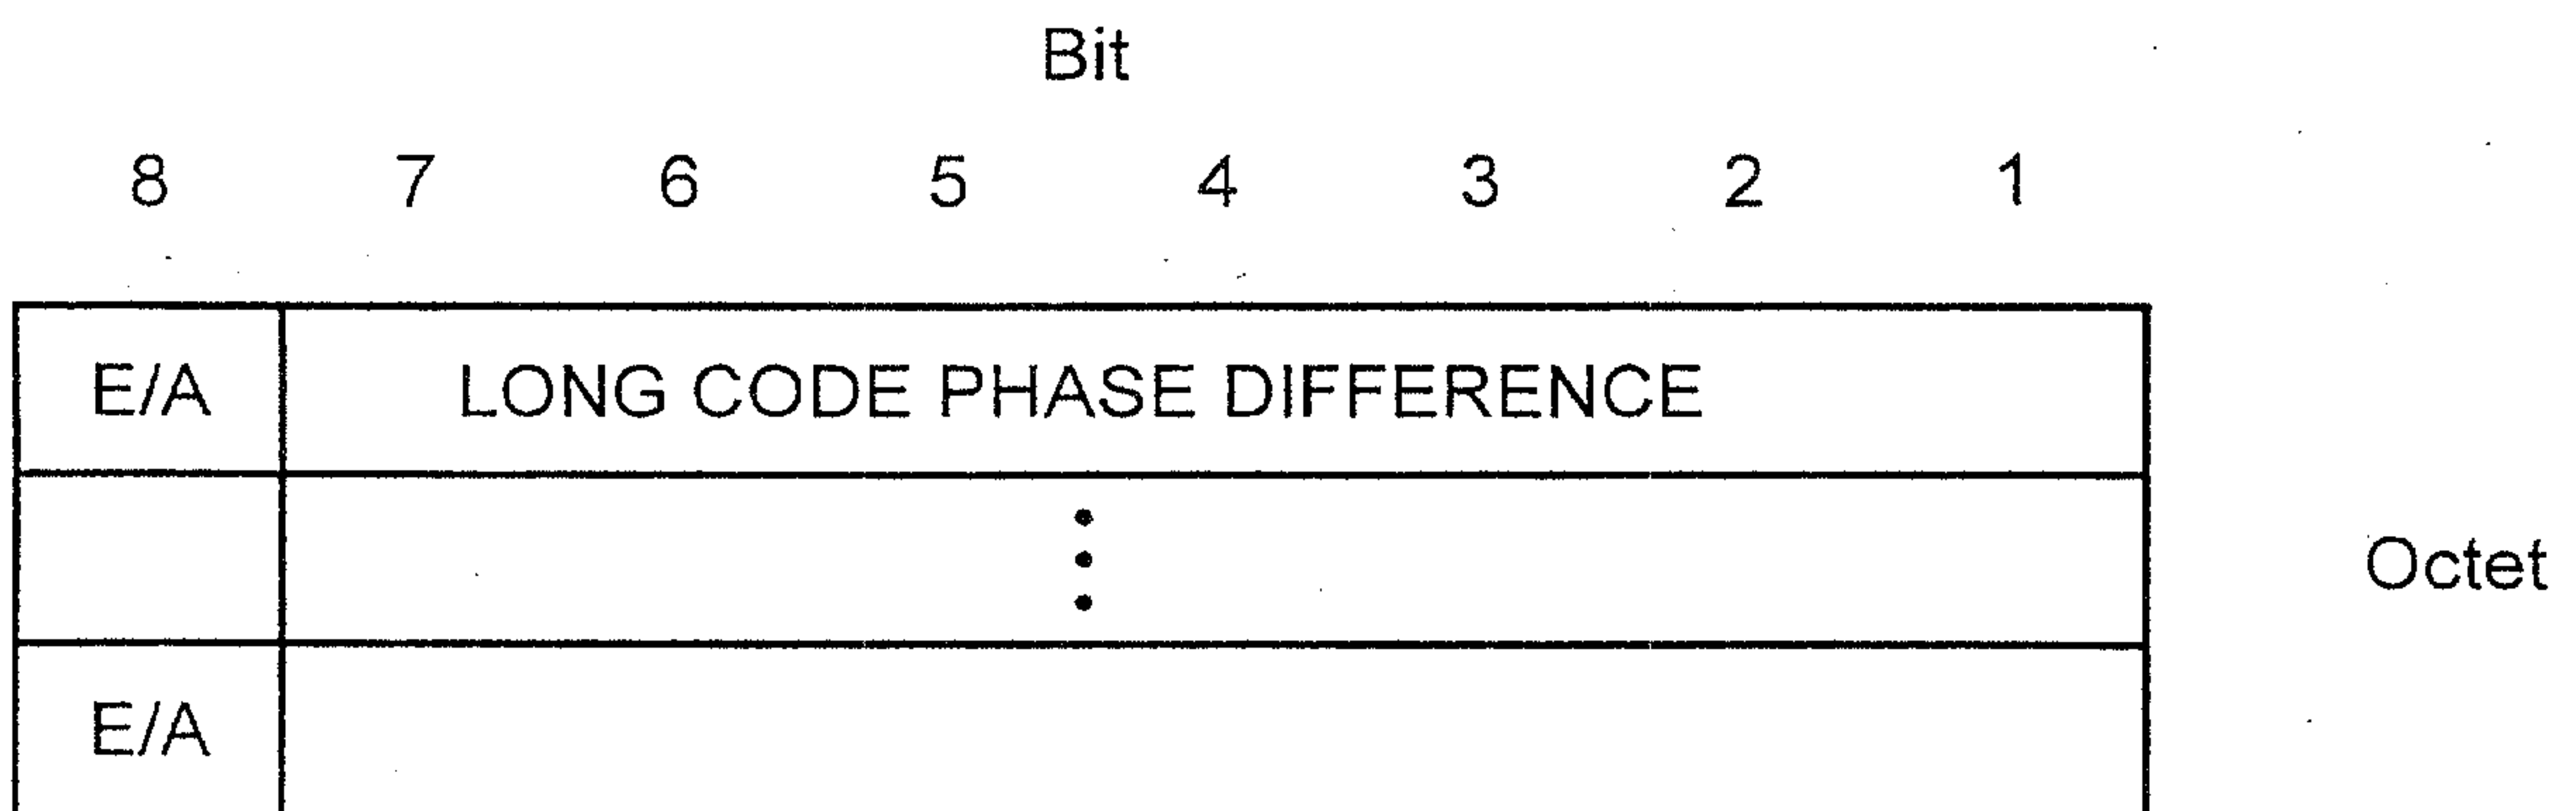 Bit
8 7 6 5 4 3 2 1
E/A LONG CODE PHASE DIFFERENCE
Octet
E/A